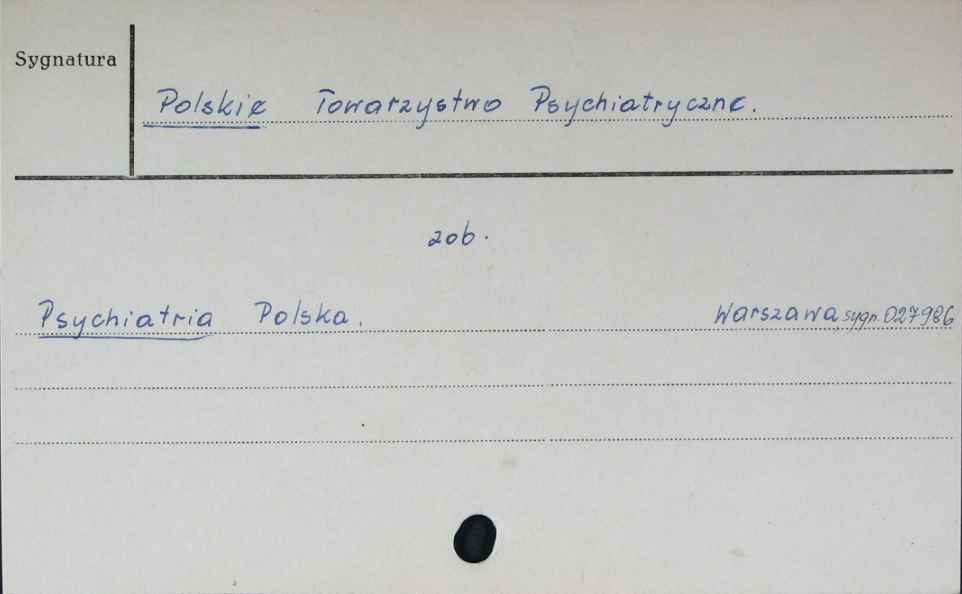 Sygnatura
Polskie Towarzystwo Psychiatryczne.
zob.
Psychiatria Polska. Warszawa, sygn. 027986